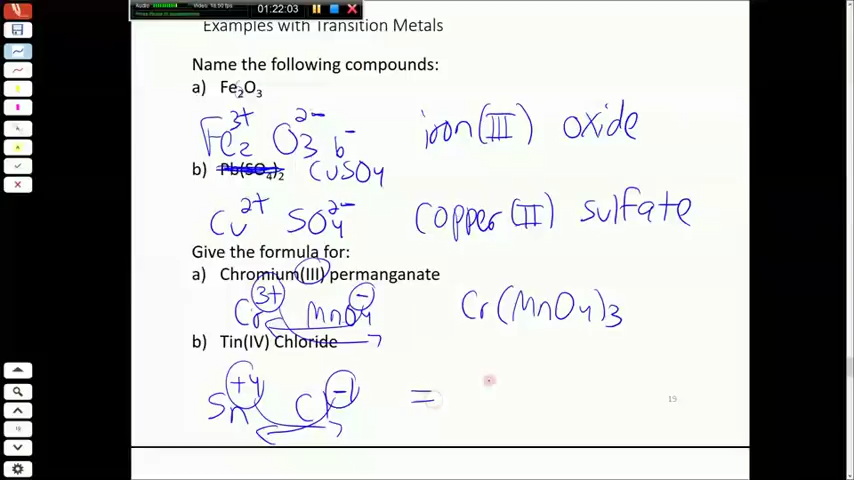 01:22:03
Examples with Transition Metals
Name the following compounds:
a) Fe2O3
Fe2 3+ O3 2- 6- iron (III) oxide
b) Pb(SO4)2 CuSO4
Cu 2+ SO4 2- copper (II) sulfate
Give the formula for:
a) Chromium(III) permanganate
Cr 3+ MnO4 - Cr(MnO4)3
b) Tin(IV) Chloride
Sn +4 Cl -1 =
19